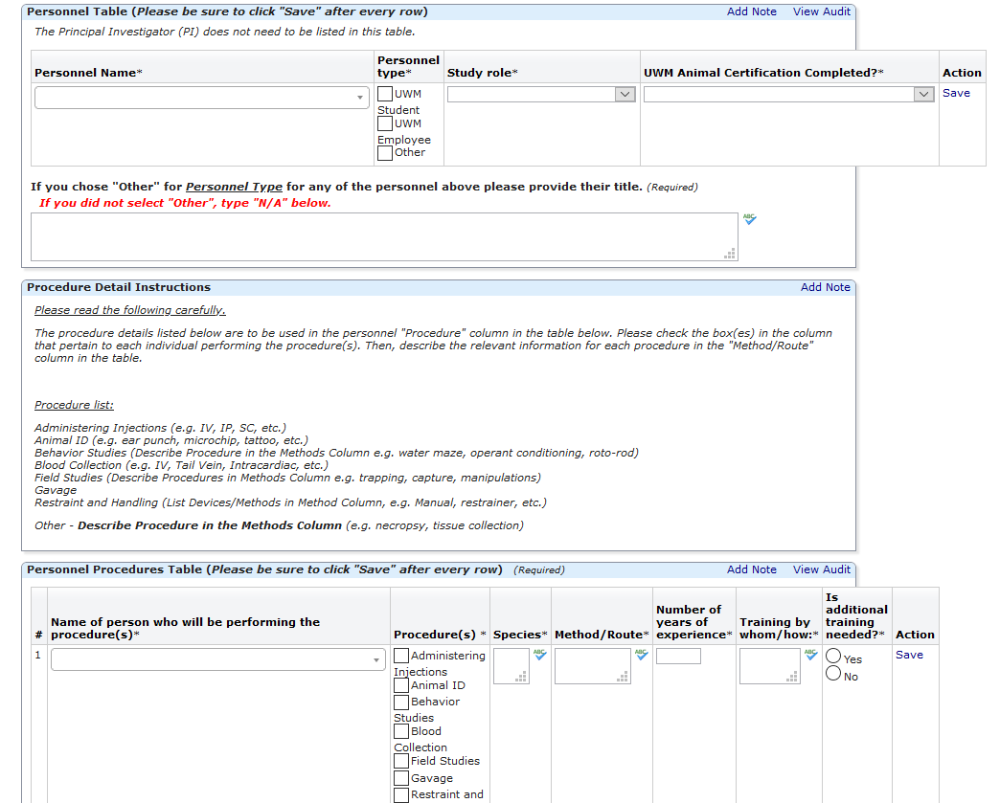 Personnel Table (Please be sure to click "Save" after every row) Add Note View Audit
The Principal Investigator (PI) does not need to be listed in this table.
Personnel Name* Personnel type* Study role* UWM Animal Certification Completed?* Action
UWM Student
UWM Employee
Other
Save
If you chose "Other" for Personnel Type for any of the personnel above please provide their title. (Required)
If you did not select "Other", type "N/A" below.
ABC
Procedure Detail Instructions Add Note
Please read the following carefully.
The procedure details listed below are to be used in the personnel "Procedure" column in the table below. Please check the box(es) in the column
that pertain to each individual performing the procedure(s). Then, describe the relevant information for each procedure in the "Method/Route"
column in the table.
Procedure list:
Administering Injections (e.g. IV, IP, SC, etc.)
Animal ID (e.g. ear punch, microchip, tattoo, etc.)
Behavior Studies (Describe Procedure in the Methods Column e.g. water maze, operant conditioning, roto-rod)
Blood Collection (e.g. IV, Tail Vein, Intracardiac, etc.)
Field Studies (Describe Procedures in Methods Column e.g. trapping, capture, manipulations)
Gavage
Restraint and Handling (List Devices/Methods in Method Column, e.g. Manual, restrainer, etc.)
Other - Describe Procedure in the Methods Column (e.g. necropsy, tissue collection)
Personnel Procedures Table (Please be sure to click "Save" after every row) (Required) Add Note View Audit
# Name of person who will be performing the procedure(s)* Procedure(s) * Species* Method/Route* Number of years of experience* Training by whom/how:* Is additional training needed?* Action
1
Administering
Injections
Animal ID
Behavior
Studies
Blood
Collection
Field Studies
Gavage
Restraint and
ABC
ABC
ABC
Yes
No
Save